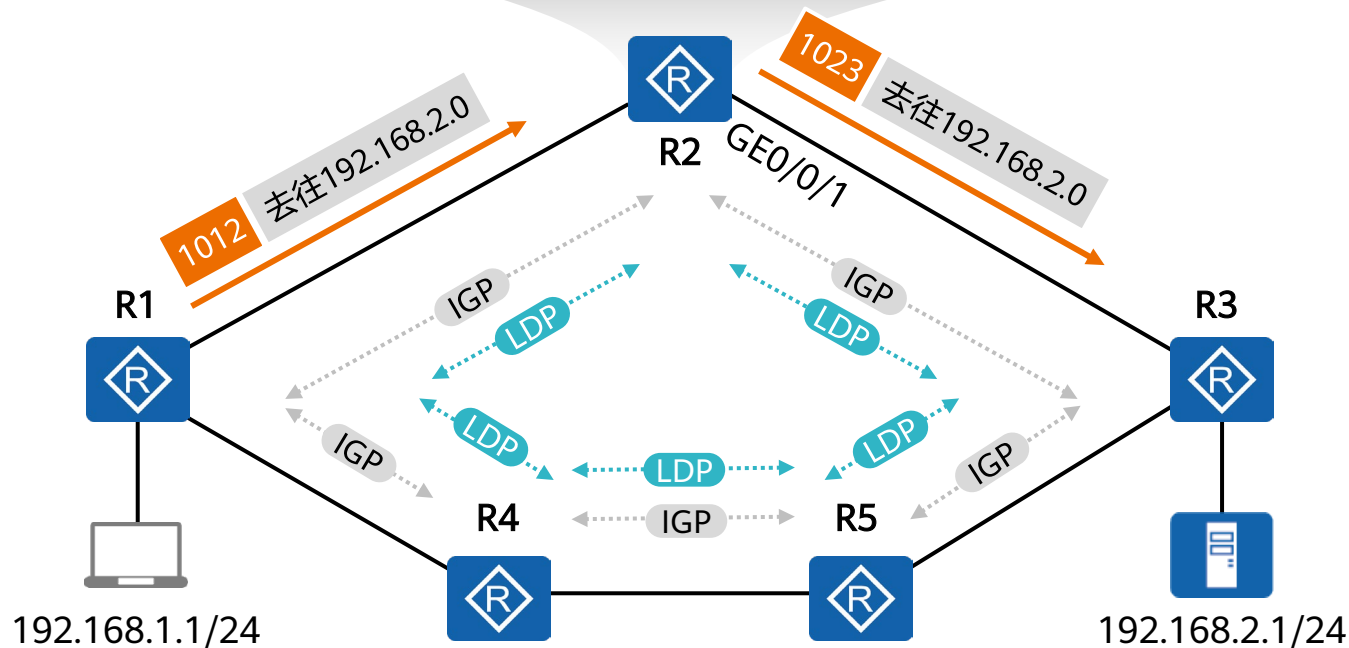 1023 去往192.168.2.0
R
R2
GE0/0/1
1012 去往192.168.2.0
IGP
IGP
LDP
LDP
R1
R3
R
R
LDP
LDP
IGP
IGP
LDP
R4
R5
IGP
R
R
192.168.1.1/24
192.168.2.1/24